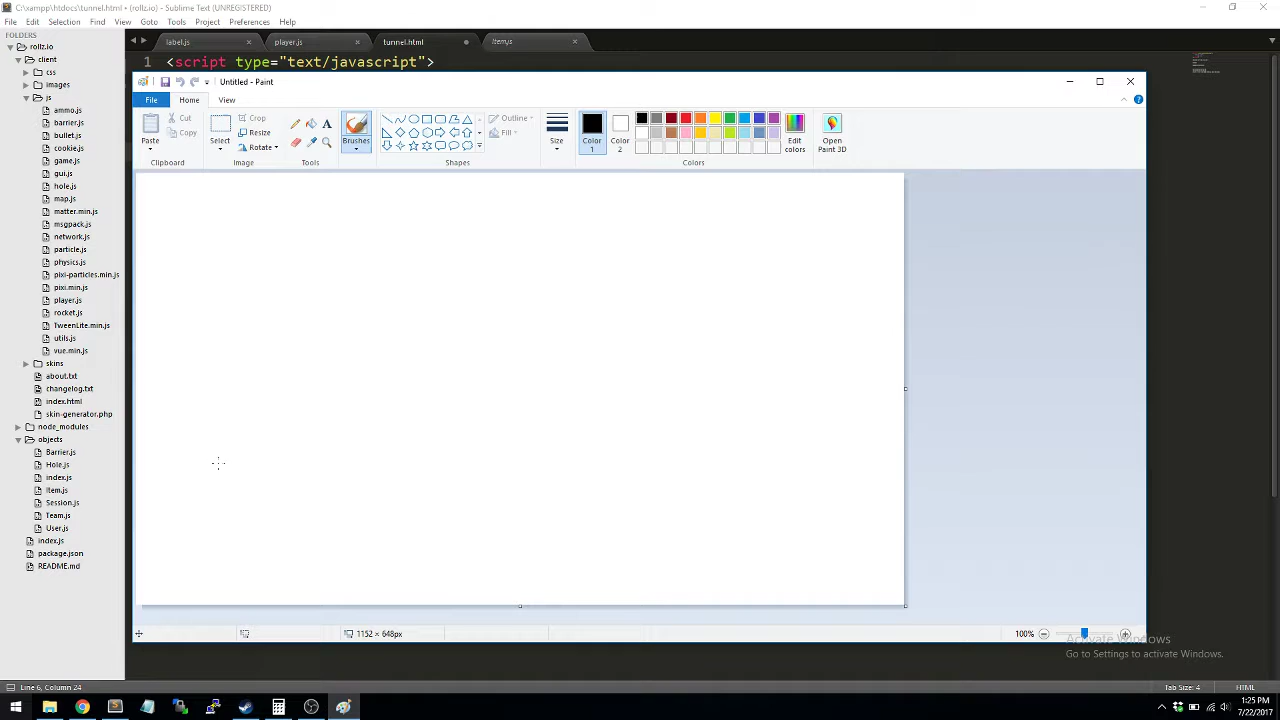 C:\xampp\htdocs\tunnel.html • (rollz.io) - Sublime Text (UNREGISTERED)
File Edit Selection Find View Goto Tools Project Preferences Help
FOLDERS
rollz.io
client
css
images
js
ammo.js
barrier.js
bullet.js
cookie.js
game.js
gui.js
hole.js
map.js
matter.min.js
msgpack.js
network.js
particle.js
physics.js
pixi-particles.min.js
pixi.min.js
player.js
rocket.js
TweenLite.min.js
utils.js
vue.min.js
skins
about.txt
changelog.txt
index.html
skin-generator.php
node_modules
objects
Barrier.js
Hole.js
index.js
Item.js
Session.js
Team.js
User.js
index.js
package.json
README.md
label.js player.js tunnel.html Item.js
1 <script type="text/javascript">
Untitled - Paint
File Home View
Paste Cut Copy Clipboard
Select Crop Resize Rotate Image
Tools
Brushes
Outline Fill Shapes
Size
Color 1 Color 2 Edit colors Colors
Open Paint 3D
1152 × 648px 100%
Activate Windows
Go to Settings to activate Windows.
Line 6, Column 24 Tab Size: 4 HTML
1:25 PM
7/22/2017